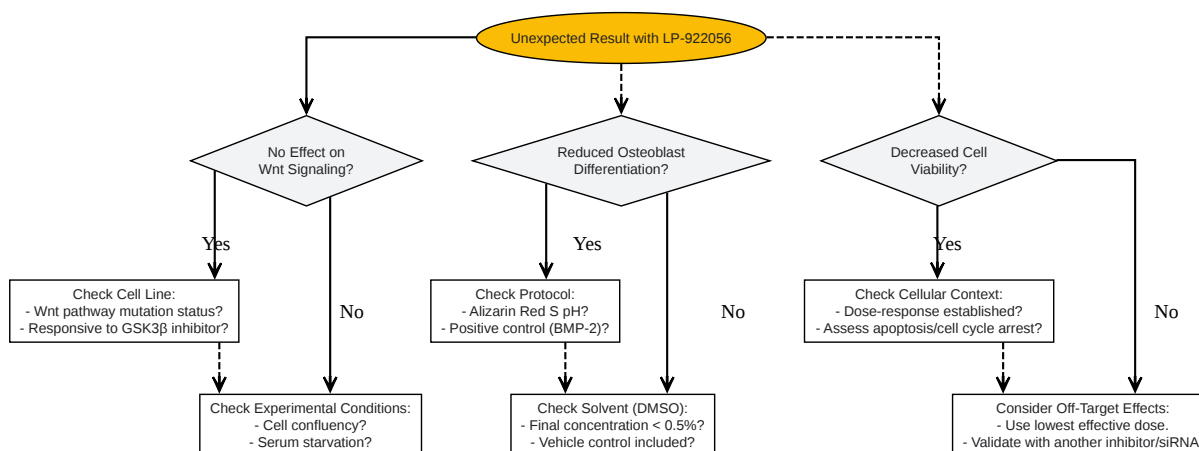 Unexpected Result with LP-922056
No Effect on
Wnt Signaling?
Reduced Osteoblast
Differentiation?
Decreased Cell
Viability?
Yes
Yes
Yes
Check Cell Line:
- Wnt pathway mutation status?
- Responsive to GSK3β inhibitor?
No
Check Protocol:
- Alizarin Red S pH?
- Positive control (BMP-2)?
No
Check Cellular Context:
- Dose-response established?
- Assess apoptosis/cell cycle arrest?
No
Check Experimental Conditions:
- Cell confluency?
- Serum starvation?
Check Solvent (DMSO):
- Final concentration < 0.5%?
- Vehicle control included?
Consider Off-Target Effects:
- Use lowest effective dose.
- Validate with another inhibitor/siRNA.